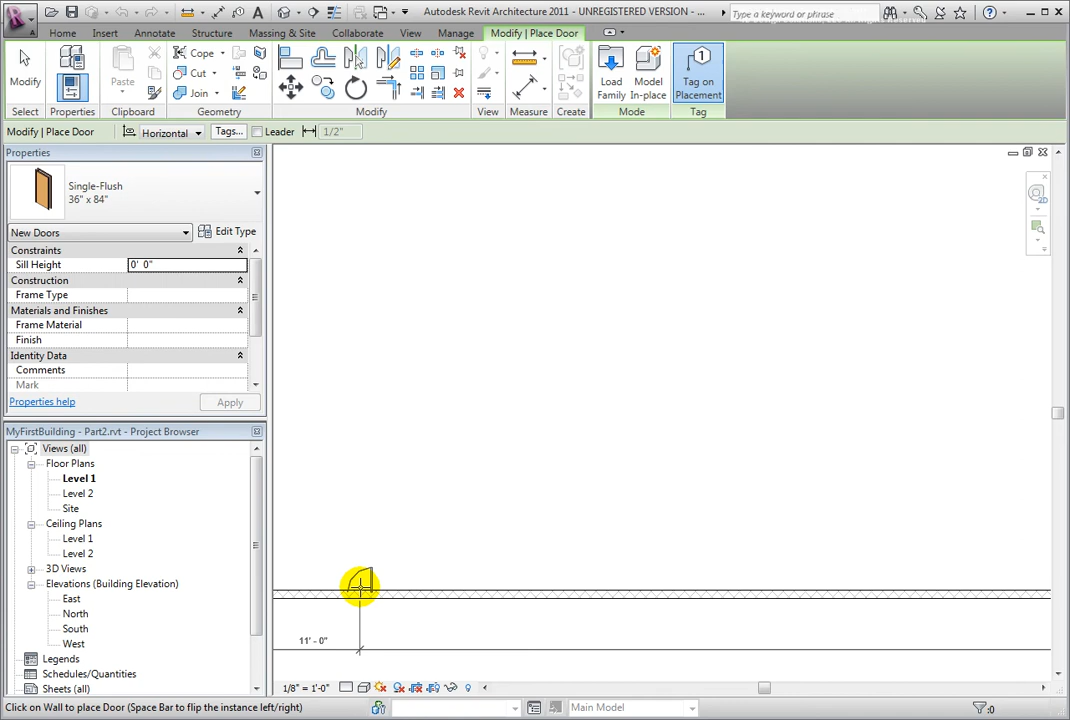 Autodesk Revit Architecture 2011 - UNREGISTERED VERSION - ...
Type a keyword or phrase
Home Insert Annotate Structure Massing & Site Collaborate View Manage Modify | Place Door
Modify Paste Cope Cut Join Load Family Model In-place Tag on Placement
Select Properties Clipboard Geometry Modify View Measure Create Mode Tag
Modify | Place Door Horizontal Tags... Leader 1/2"
Properties
Single-Flush
36" x 84"
New Doors Edit Type
Constraints
Sill Height 0' 0"
Construction
Frame Type
Materials and Finishes
Frame Material
Finish
Identity Data
Comments
Mark
Properties help Apply
MyFirstBuilding - Part2.rvt - Project Browser
Views (all)
Floor Plans
Level 1
Level 2
Site
Ceiling Plans
Level 1
Level 2
3D Views
Elevations (Building Elevation)
East
North
South
West
Legends
Schedules/Quantities
Sheets (all)
2D
11' - 0"
1/8" = 1'-0"
Click on Wall to place Door (Space Bar to flip the instance left/right) Main Model :0